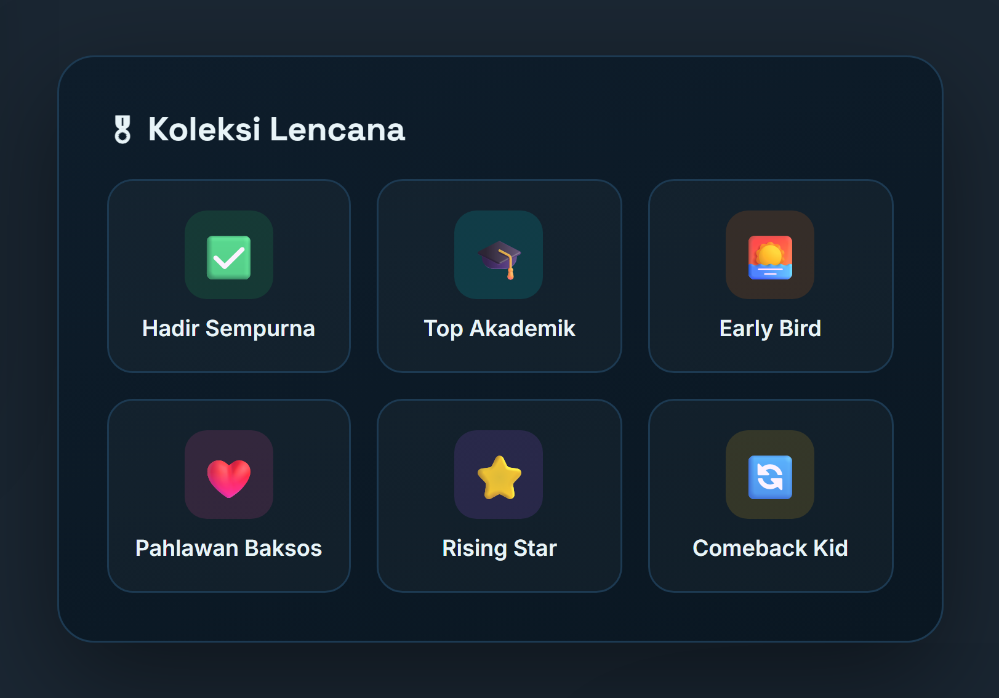 Koleksi Lencana
Hadir Sempurna
Top Akademik
Early Bird
Pahlawan Baksos
Rising Star
Comeback Kid